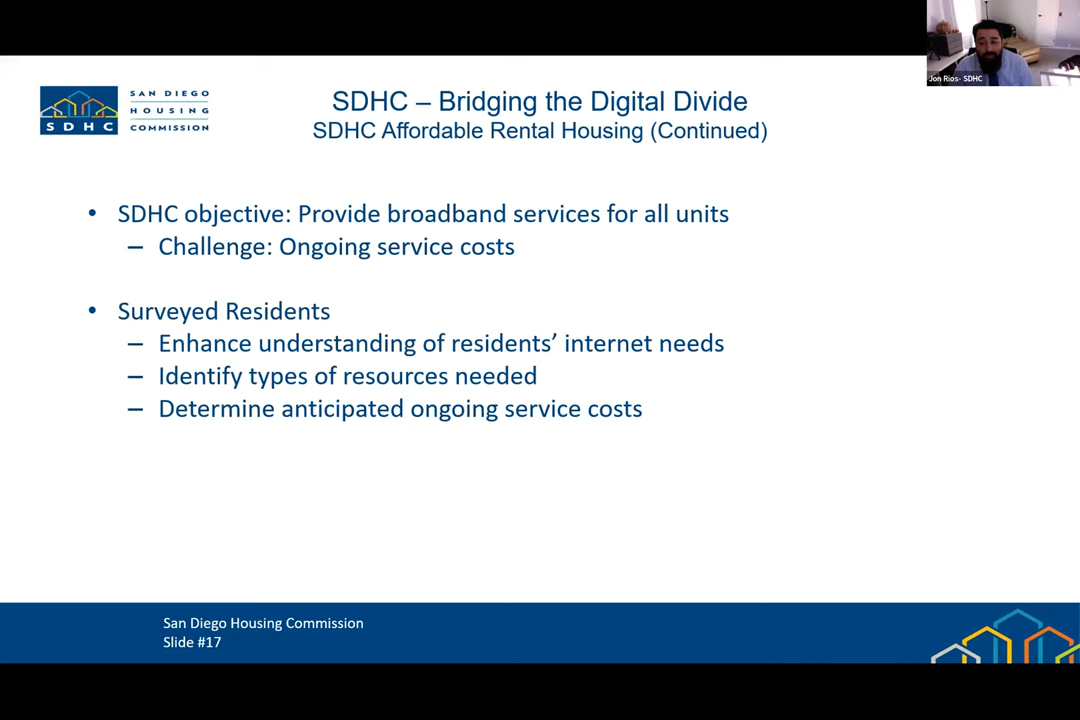 Jon Rios- SDHC
SAN DIEGO
HOUSING
COMMISSION
SDHC
SDHC – Bridging the Digital Divide
SDHC Affordable Rental Housing (Continued)
• SDHC objective: Provide broadband services for all units
– Challenge: Ongoing service costs
• Surveyed Residents
– Enhance understanding of residents’ internet needs
– Identify types of resources needed
– Determine anticipated ongoing service costs
San Diego Housing Commission
Slide #17